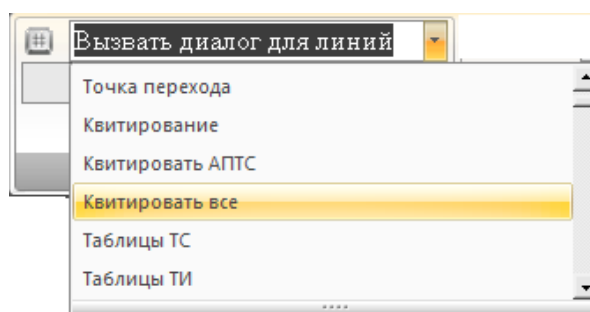 Вызвать диалог для линий
Точка перехода
Квитирование
Квитировать АПТС
Квитировать все
Таблицы ТС
Таблицы ТИ